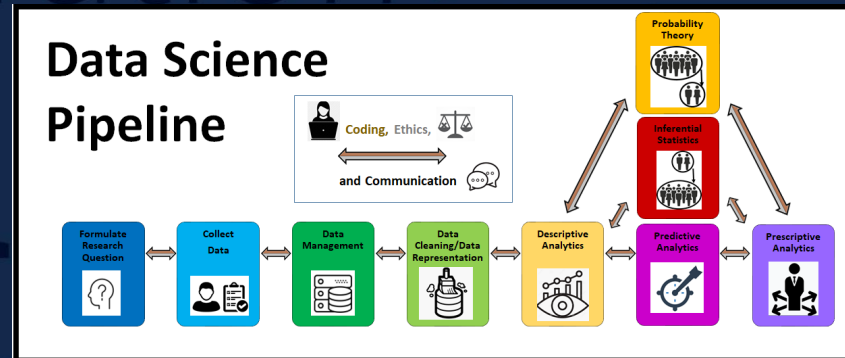 Data Science
Pipeline
Coding, Ethics,
and Communication
Probability
Theory
Inferential
Statistics
Formulate
Research
Question
Collect
Data
Data
Management
Data
Cleaning/Data
Representation
Descriptive
Analytics
Predictive
Analytics
Prescriptive
Analytics